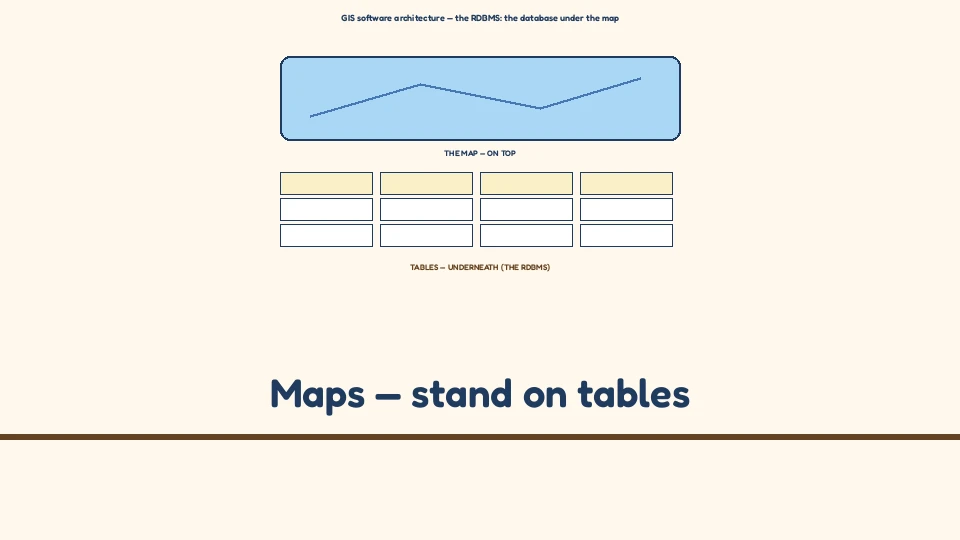 GIS software architecture — the RDBMS: the database under the map
THE MAP — ON TOP
TABLES — UNDERNEATH (THE RDBMS)
Maps — stand on tables